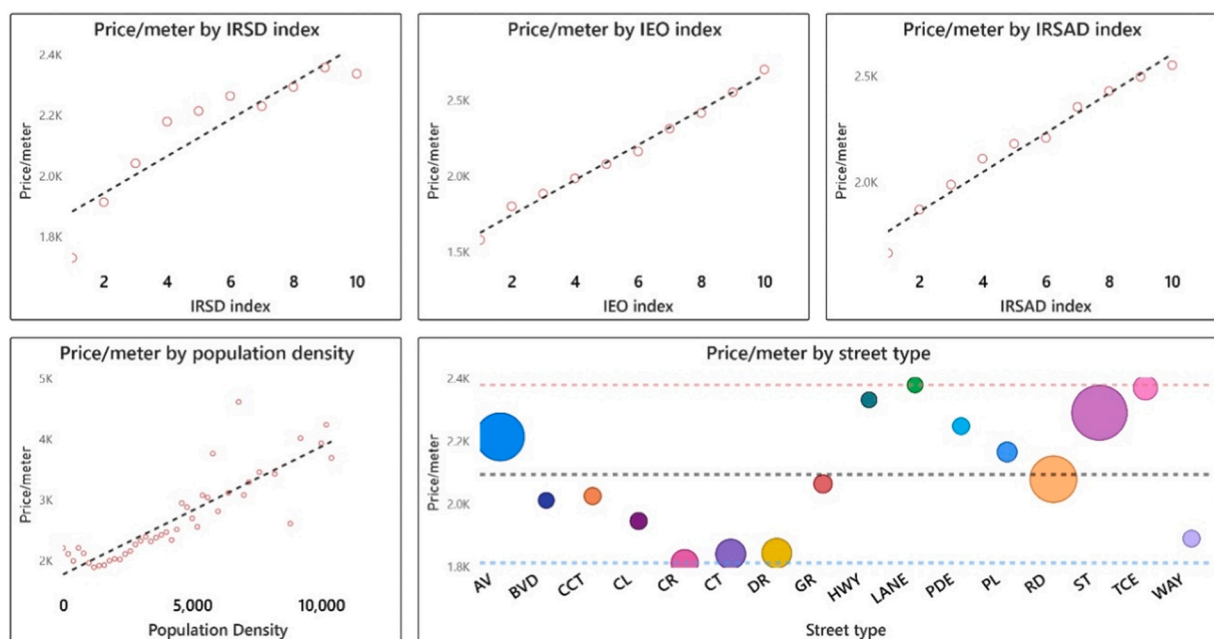 Price/meter by IRSD index
2.4K
2.2K
2.0K
1.8K
Price/meter
2 4 6 8 10
IRSD index
Price/meter by IEO index
2.5K
2.0K
1.5K
Price/meter
2 4 6 8 10
IEO index
Price/meter by IRSAD index
2.5K
2.0K
Price/meter
2 4 6 8 10
IRSAD index
Price/meter by population density
5K
4K
3K
2K
Price/meter
0 5,000 10,000
Population Density
Price/meter by street type
2.4K
2.2K
2.0K
1.8K
Price/meter
AV BVD CCT CL CR CT DR GR HWY LANE PDE PL RD ST TCE WAY
Street type